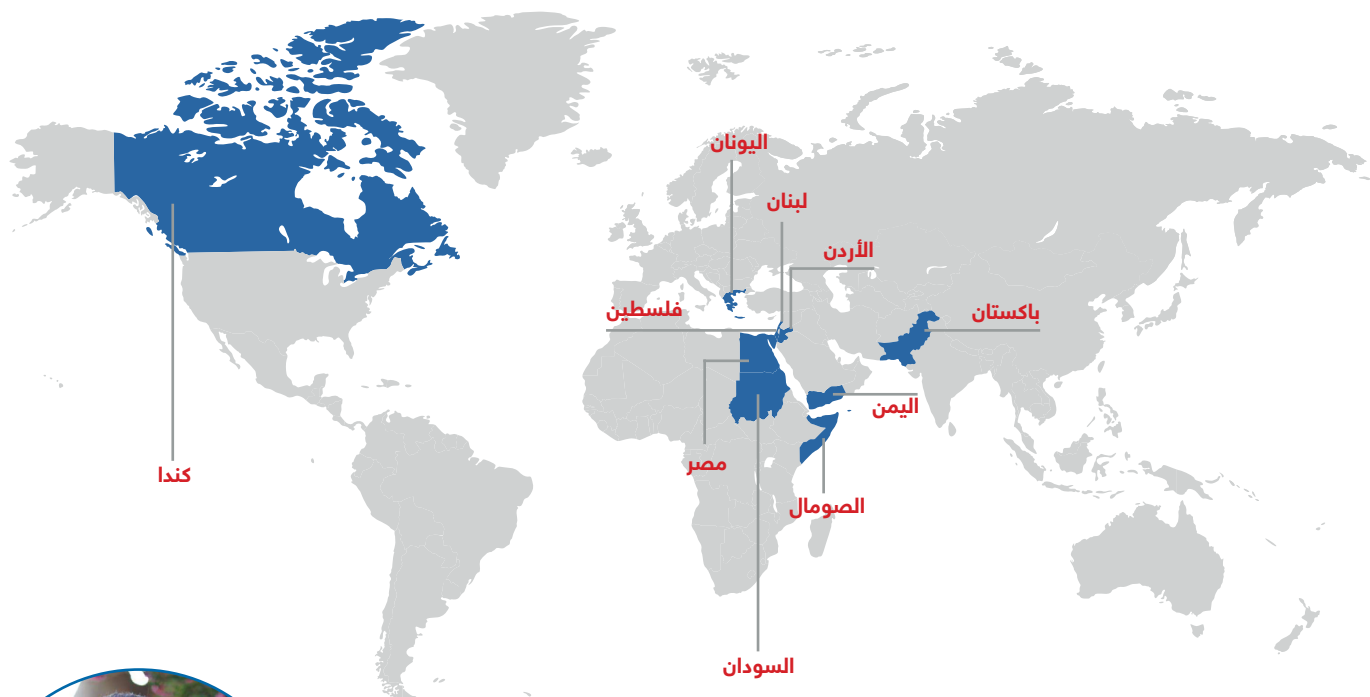 اليونان
لبنان
الأردن
فلسطين
باكستان
اليمن
مصر
كندا
الصومال
السودان